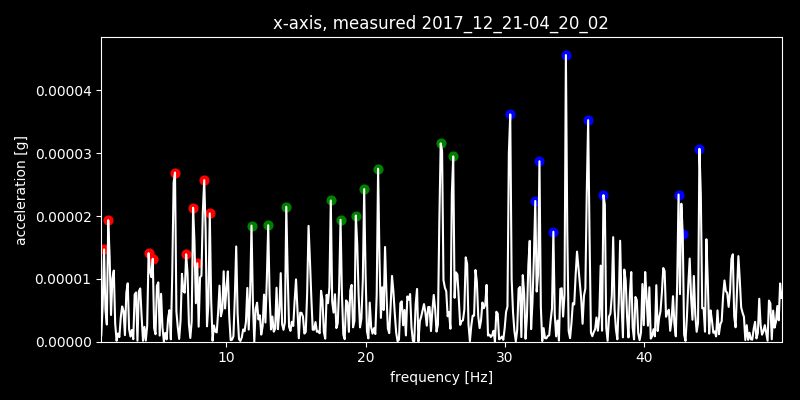 x-axis, measured 2017_12_21-04_20_02
acceleration [g]
0.00004
0.00003
0.00002
0.00001
0.00000
10 20 30 40
frequency [Hz]